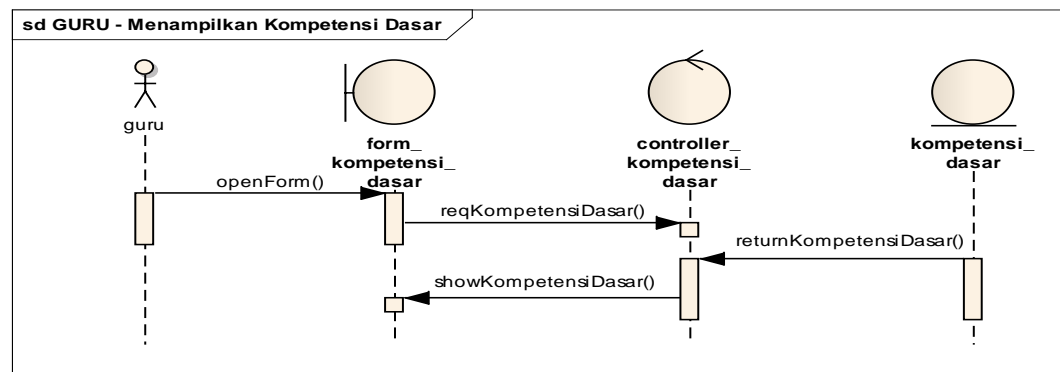 sd GURU - Menampilkan Kompetensi Dasar
guru
form_
kompetensi_
dasar
controller_
kompetensi_
dasar
kompetensi_
dasar
openForm()
reqKompetensiDasar()
returnKompetensiDasar()
showKompetensiDasar()